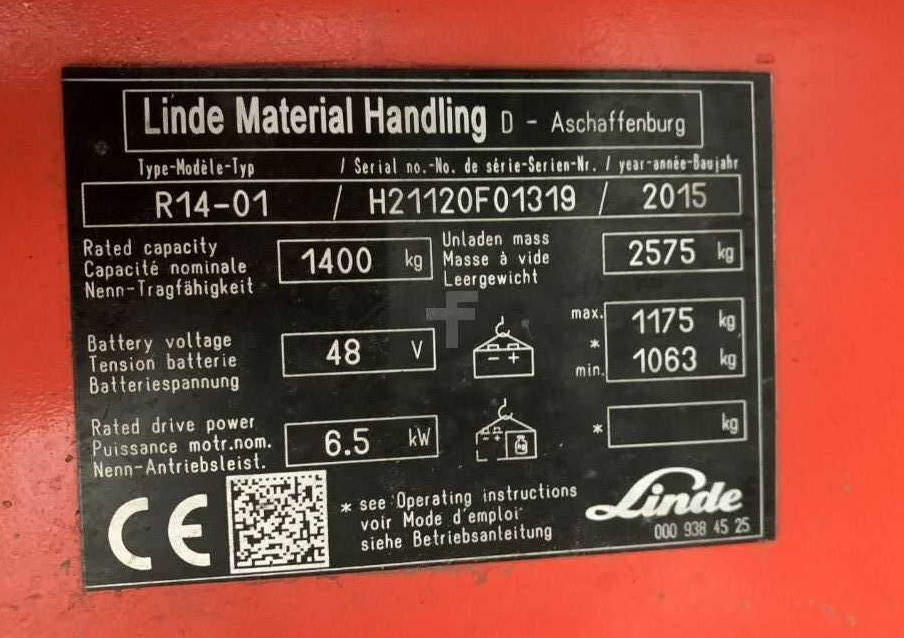 Linde Material Handling D - Aschaffenburg
Type-Modèle-Typ / Serial no.-No. de série-Serien-Nr. / year-année-Baujahr
R14-01 / H21120F01319 / 2015
Rated capacity
Capacité nominale
Nenn-Tragfähigkeit
1400 kg
Unladen mass
Masse à vide
Leergewicht
2575 kg
Battery voltage
Tension batterie
Batteriespannung
48 V
- +
max. 1175 kg
*
min. 1063 kg
Rated drive power
Puissance motr.nom.
Nenn-Antriebsleist.
6.5 kW
- +
kg
* kg
CE
* see Operating instructions
voir Mode d'emploi
siehe Betriebsanleitung
Linde
000 938 45 25